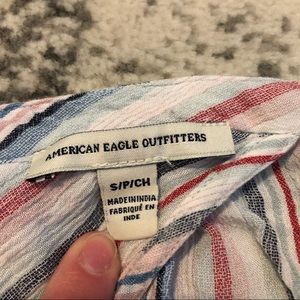 AMERICAN EAGLE OUTFITTERS
S/P/CH
MADE IN INDIA
FABRIQUÉ EN
INDE